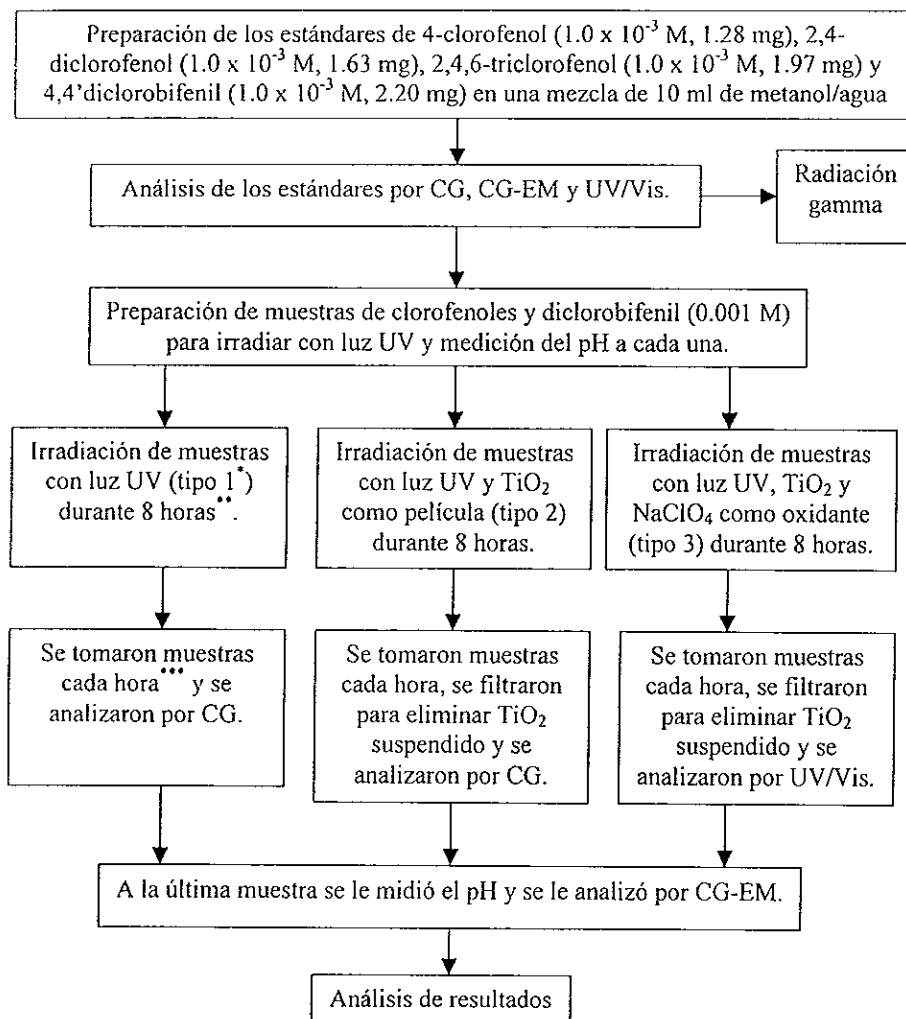 Preparación de los estándares de 4-clorofenol (1.0 x 10⁻³ M, 1.28 mg), 2,4-
diclorofenol (1.0 x 10⁻³ M, 1.63 mg), 2,4,6-triclorofenol (1.0 x 10⁻³ M, 1.97 mg) y
4,4'diclorobifenil (1.0 x 10⁻³ M, 2.20 mg) en una mezcla de 10 ml de metanol/agua
Análisis de los estándares por CG, CG-EM y UV/Vis.
Radiación
gamma
Preparación de muestras de clorofenoles y diclorobifenil (0.001 M)
para irradiar con luz UV y medición del pH a cada una.
Irradiación de muestras
con luz UV (tipo 1*)
durante 8 horas**.
Irradiación de muestras
con luz UV y TiO₂
como película (tipo 2)
durante 8 horas.
Irradiación de muestras
con luz UV, TiO₂ y
NaClO₄ como oxidante
(tipo 3) durante 8 horas.
Se tomaron muestras
cada hora*** y se
analizaron por CG.
Se tomaron muestras
cada hora, se filtraron
para eliminar TiO₂
suspendido y se
analizaron por CG.
Se tomaron muestras
cada hora, se filtraron
para eliminar TiO₂
suspendido y se
analizaron por UV/Vis.
A la última muestra se le midió el pH y se le analizó por CG-EM.
Análisis de resultados